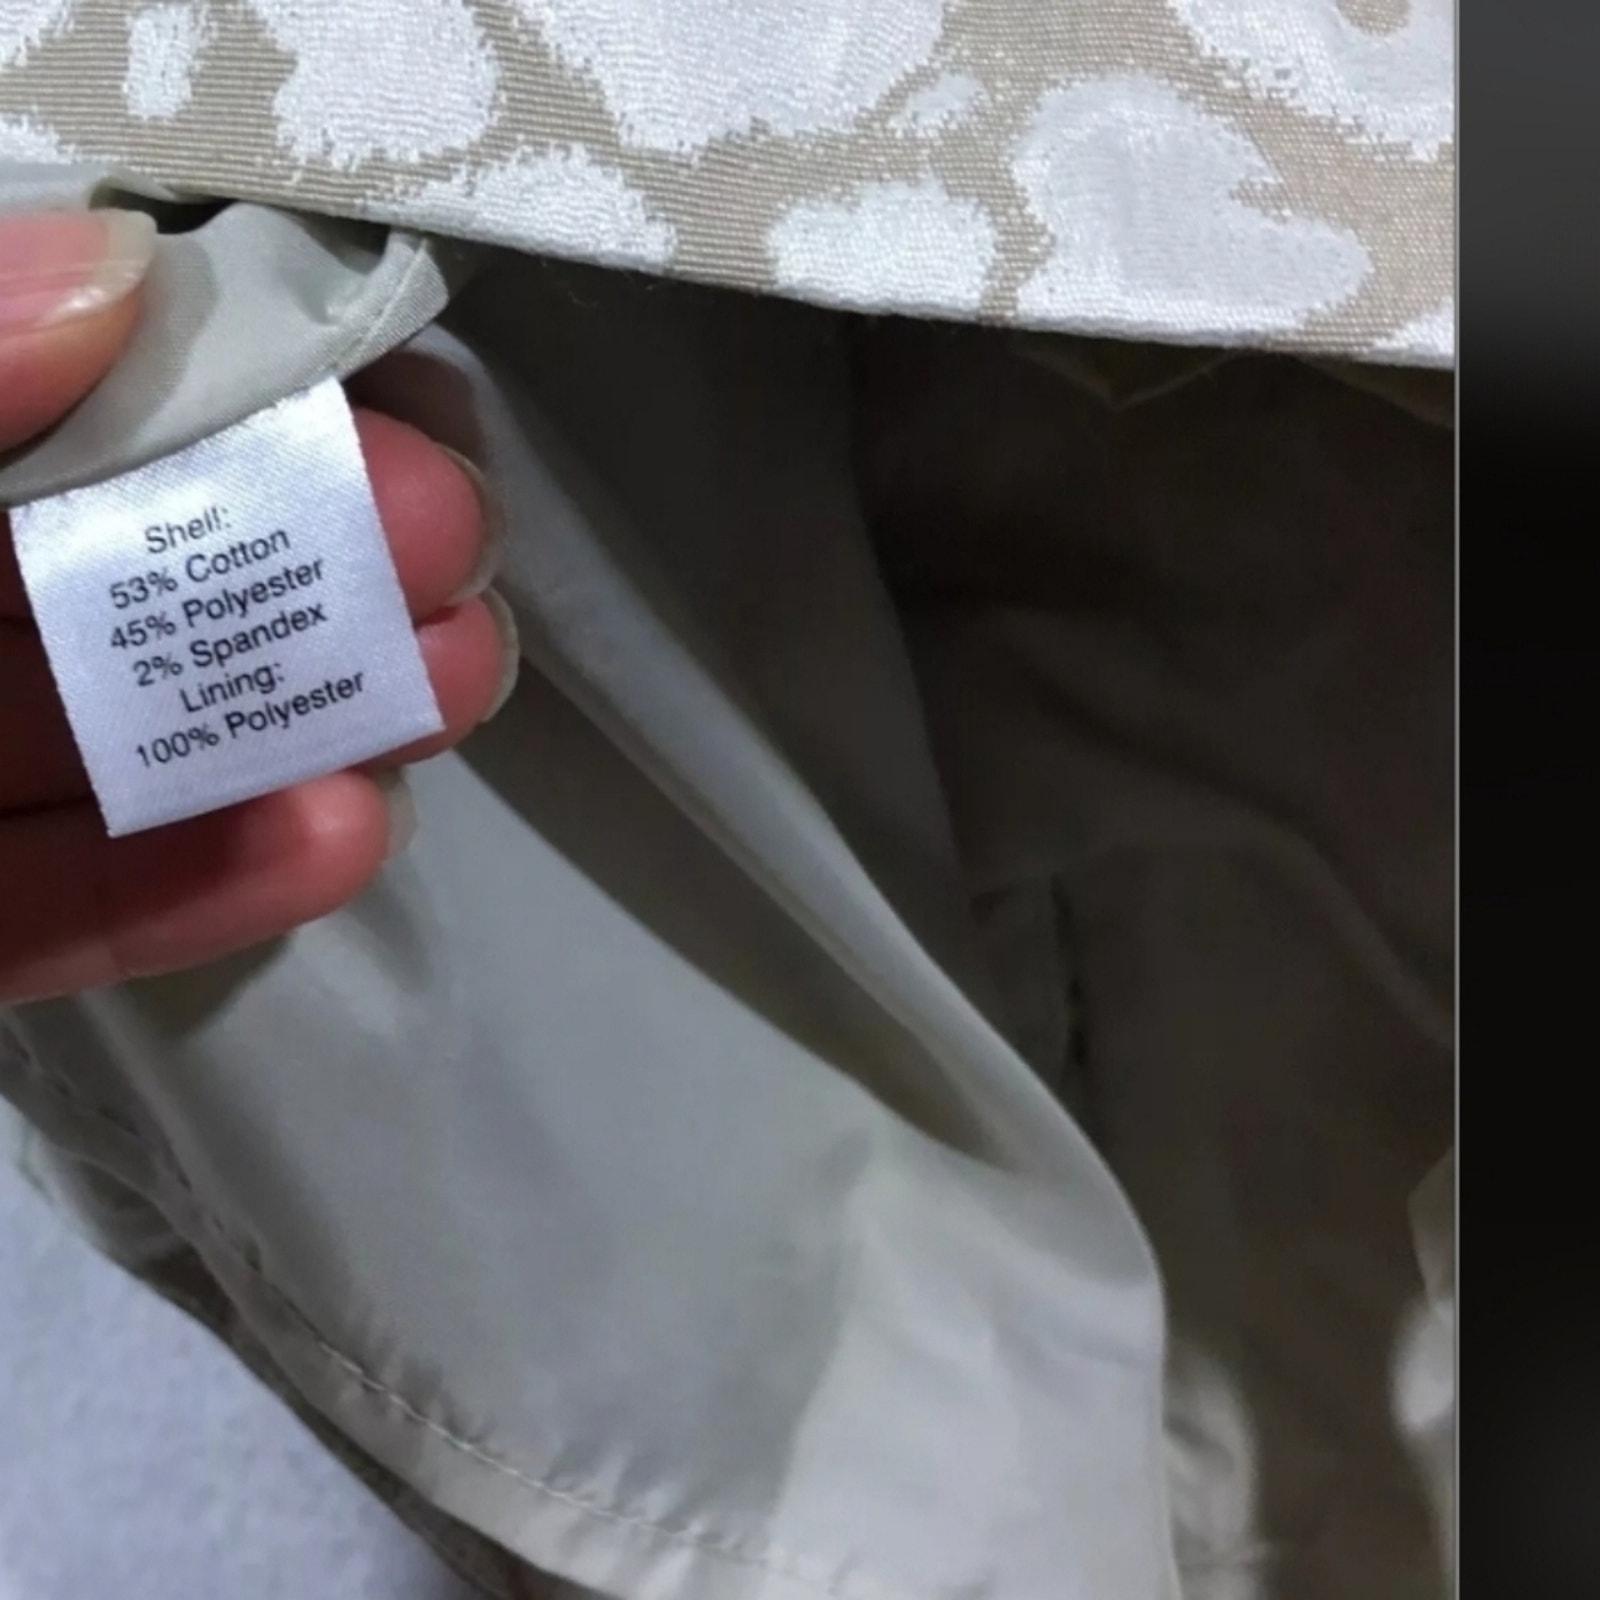 Shell:
53% Cotton
45% Polyester
2% Spandex
Lining:
100% Polyester